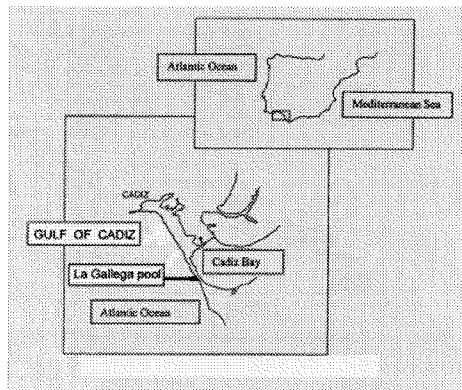 Atlantic Ocean
Mediterranean Sea
CADIZ
GULF OF CADIZ
Cadiz Bay
La Gallega pool
Atlantic Ocean